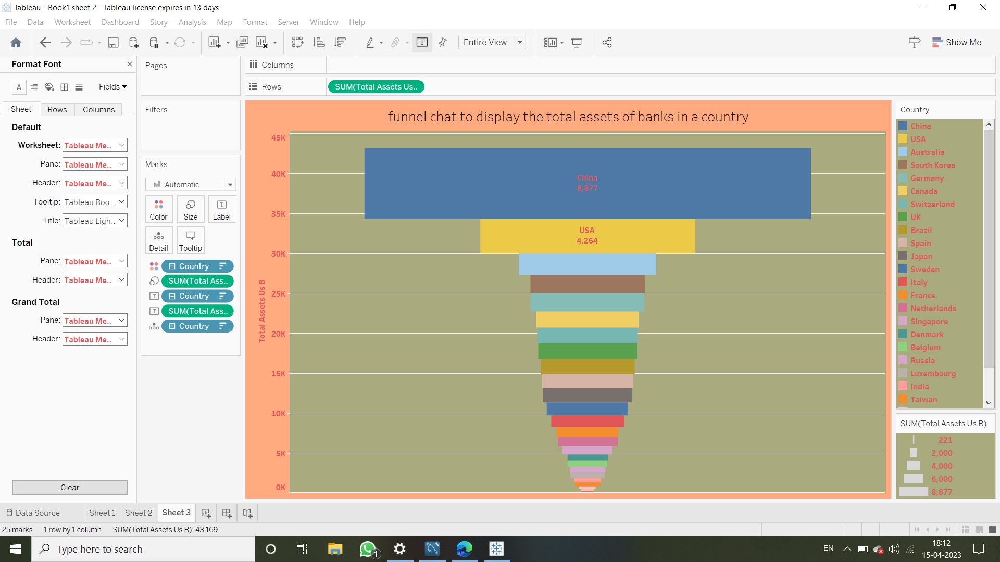 Tableau - Book1 sheet 2 - Tableau license expires in 13 days
File Data Worksheet Dashboard Story Analysis Map Format Server Window Help
Entire View
Show Me
Format Font
Fields
Sheet Rows Columns
Default
Worksheet: Tableau Me..
Pane: Tableau Me..
Header: Tableau Me..
Tooltip: Tableau Boo..
Title: Tableau Ligh..
Total
Pane: Tableau Me..
Header: Tableau Me..
Grand Total
Pane: Tableau Me..
Header: Tableau Me..
Clear
Pages
Filters
Marks
Automatic
Color Size Label
Detail Tooltip
Country
SUM(Total Ass..
Country
SUM(Total Ass..
Country
Columns
Rows SUM(Total Assets Us..
funnel chat to display the total assets of banks in a country
Total Assets Us B
45K
40K
35K
30K
25K
20K
15K
10K
5K
0K
China
8,877
USA
4,264
Country
China
USA
Australia
South Korea
Germany
Canada
Switzerland
UK
Brazil
Spain
Japan
Sweden
Italy
France
Netherlands
Singapore
Denmark
Belgium
Russia
Luxembourg
India
Taiwan
SUM(Total Assets Us B)
221
2,000
4,000
6,000
8,877
Data Source Sheet 1 Sheet 2 Sheet 3
25 marks 1 row by 1 column SUM(Total Assets Us B): 43,169
Type here to search
1
EN
18:12
15-04-2023